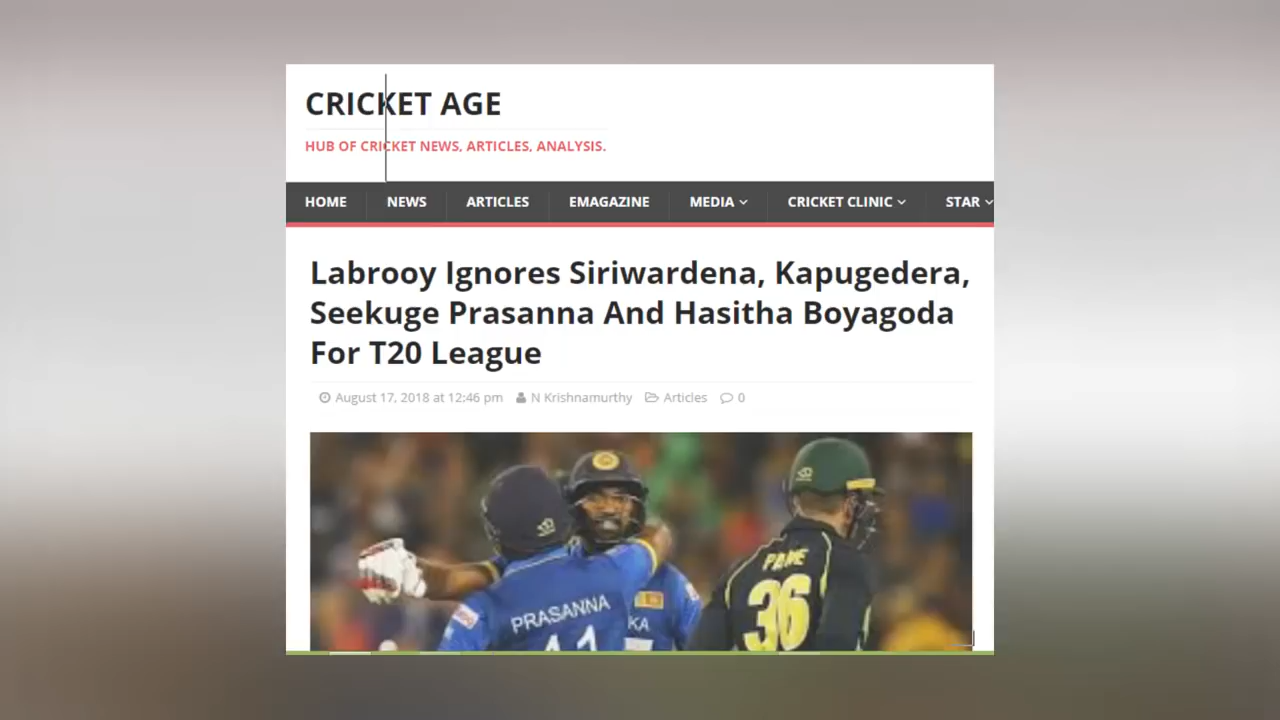 CRICKET AGE
HUB OF CRICKET NEWS, ARTICLES, ANALYSIS.
HOME NEWS ARTICLES EMAGAZINE MEDIA CRICKET CLINIC STAR
Labrooy Ignores Siriwardena, Kapugedera,
Seekuge Prasanna And Hasitha Boyagoda
For T20 League
August 17, 2018 at 12:46 pm N Krishnamurthy Articles 0
PRASANNA
KA
PAINE
36